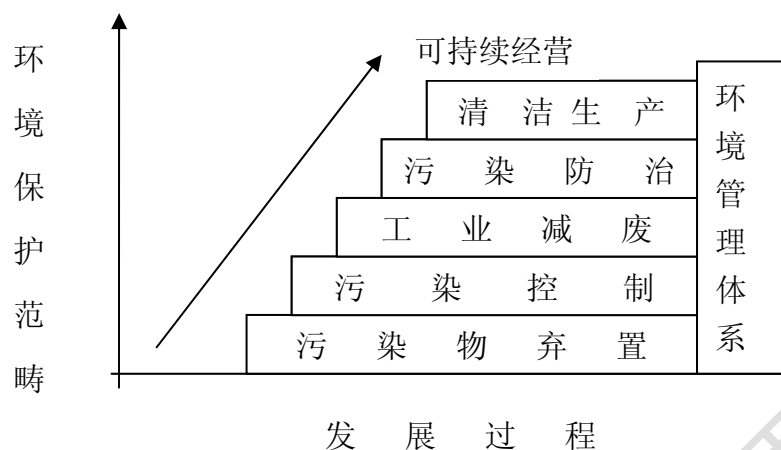 环境保护范畴
可持续经营
清洁生产
污染防治
工业减废
污染控制
污染物弃置
环境管理体系
发展过程